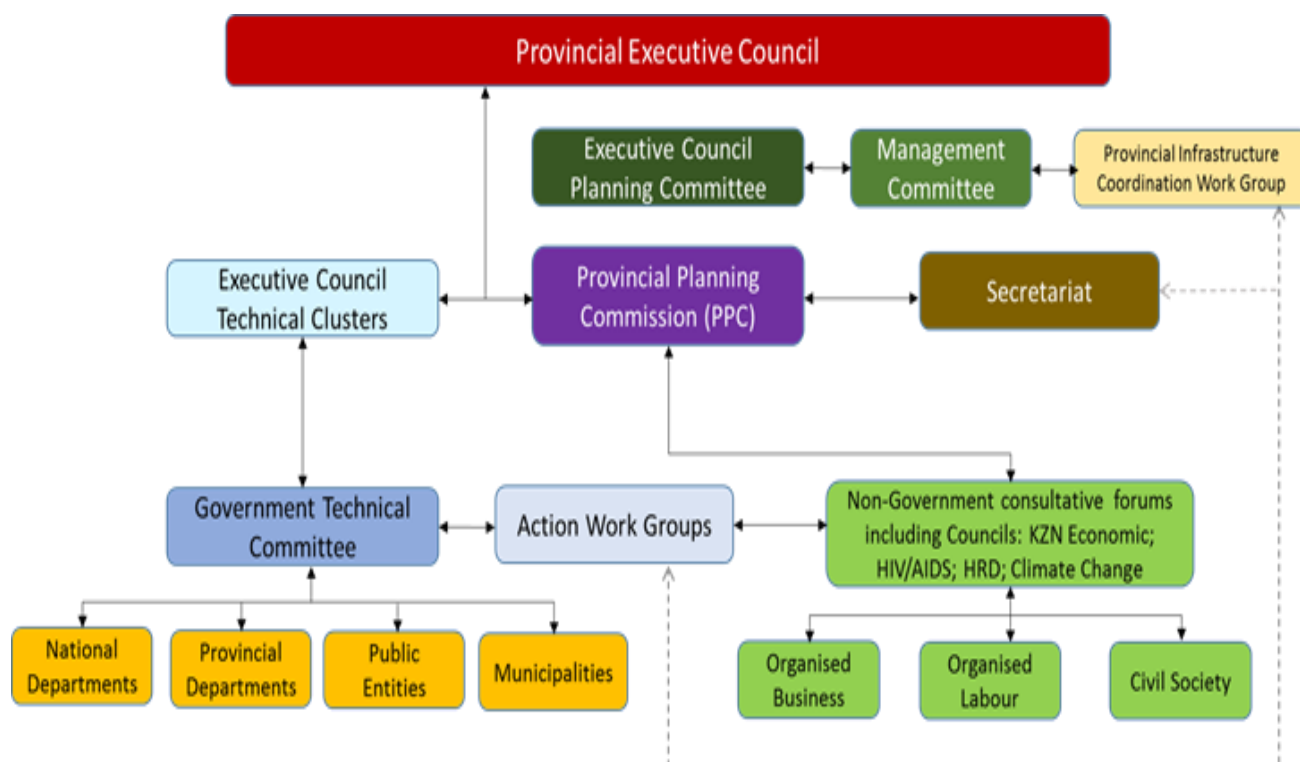 Provincial Executive Council
Executive Council
Planning Committee
Management
Committee
Provincial Infrastructure
Coordination Work Group
Executive Council
Technical Clusters
Provincial Planning
Commission (PPC)
Secretariat
Government Technical
Committee
Action Work Groups
Non-Government consultative forums
including Councils: KZN Economic;
HIV/AIDS; HRD; Climate Change
National
Departments
Provincial
Departments
Public
Entities
Municipalities
Organised
Business
Organised
Labour
Civil Society